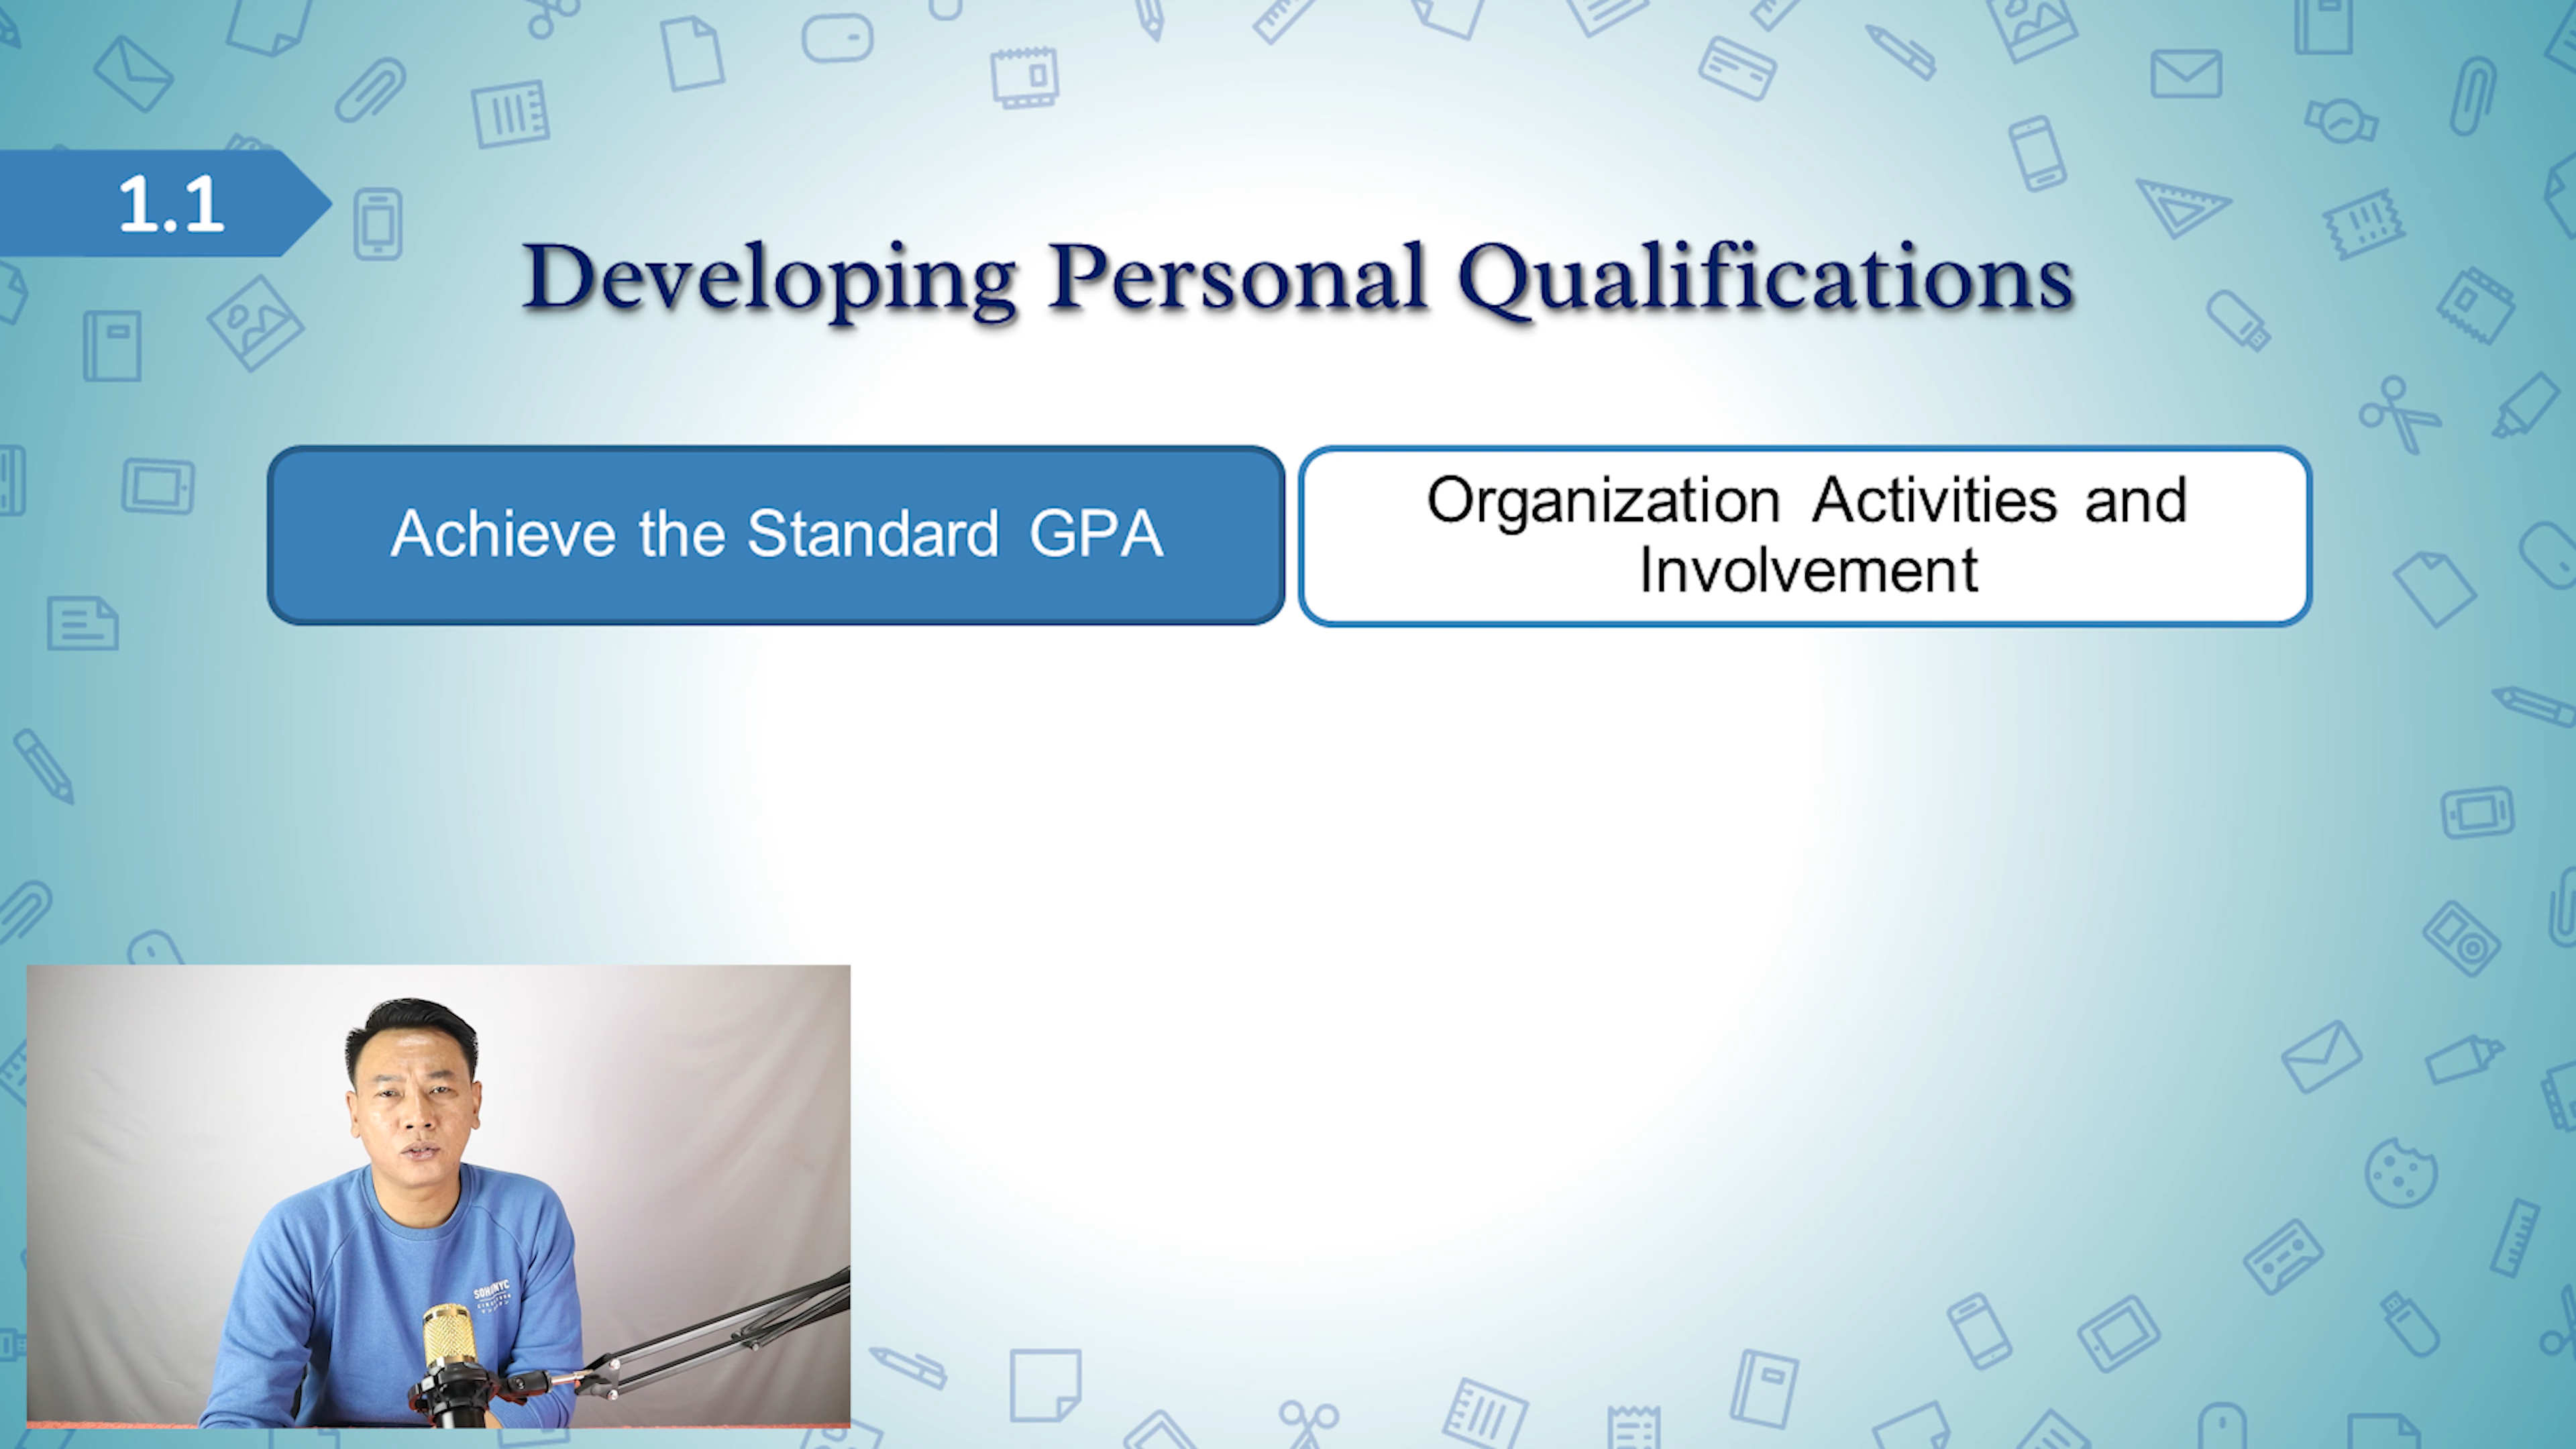 1.1
Developing Personal Qualifications
Achieve the Standard GPA
Organization Activities and
Involvement